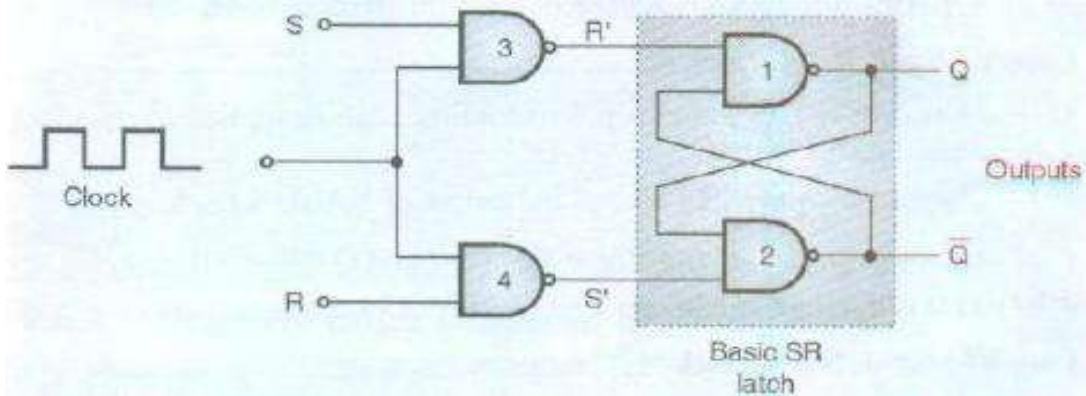 S
3
R'
1
Q
Clock
Outputs
R
4
S'
2
Q̅
Basic SR
latch